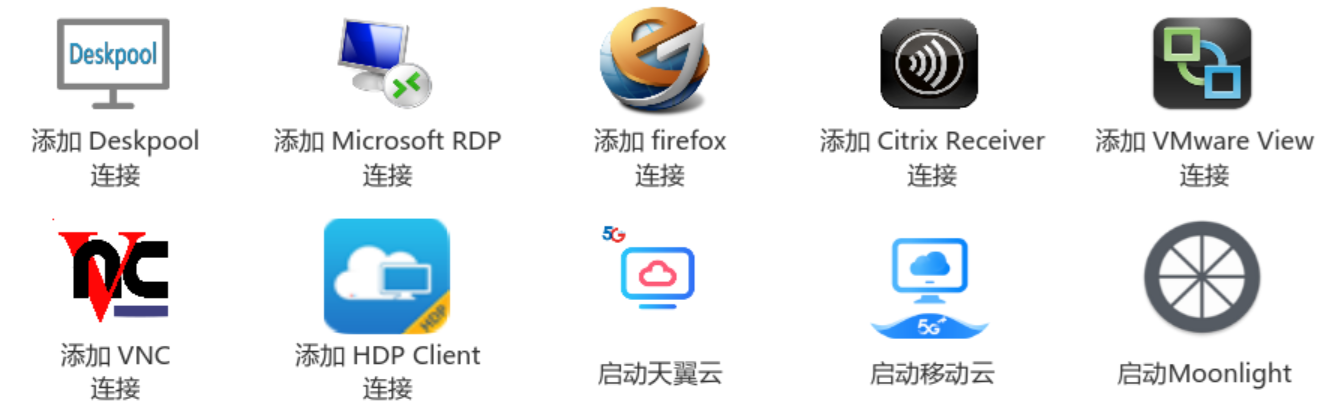 Deskpool
添加 Deskpool
连接
添加 Microsoft RDP
连接
添加 firefox
连接
添加 Citrix Receiver
连接
添加 VMware View
连接
VNC
添加 VNC
连接
HDP
添加 HDP Client
连接
5G
启动天翼云
5G
启动移动云
启动Moonlight